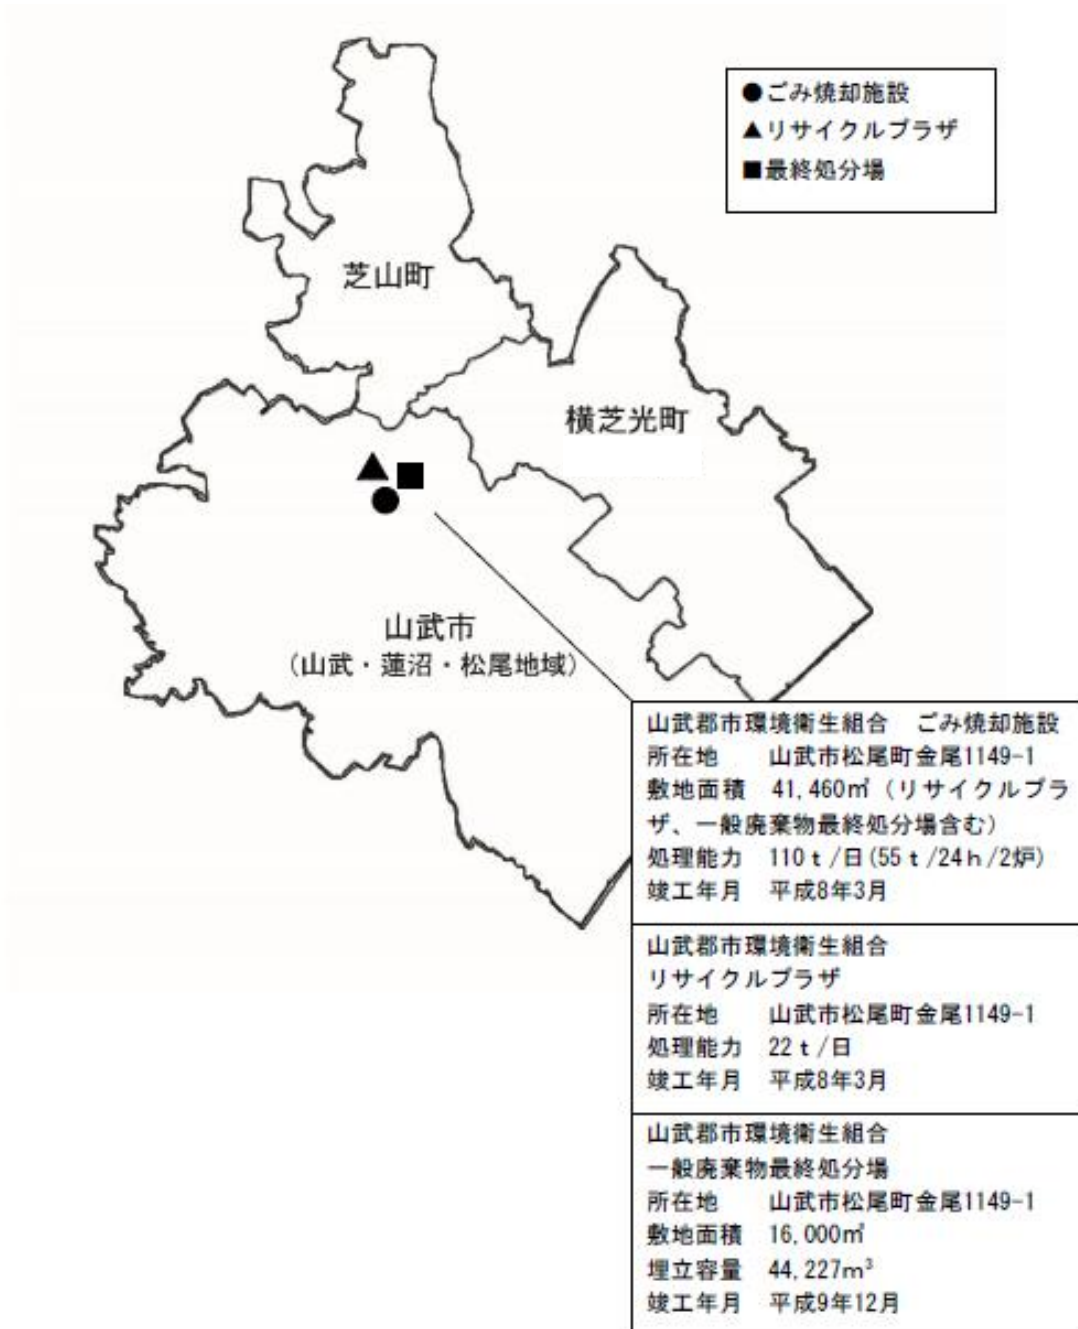 ●ごみ焼却施設
▲リサイクルプラザ
■最終処分場
芝山町
横芝光町
山武市
（山武・蓮沼・松尾地域）
山武郡市環境衛生組合　ごみ焼却施設
所在地　　山武市松尾町金尾1149-1
敷地面積　41,460㎡（リサイクルプラ
ザ、一般廃棄物最終処分場含む）
処理能力　110ｔ/日(55ｔ/24ｈ/2炉)
竣工年月　平成8年3月
山武郡市環境衛生組合
リサイクルプラザ
所在地　　山武市松尾町金尾1149-1
処理能力　22ｔ/日
竣工年月　平成8年3月
山武郡市環境衛生組合
一般廃棄物最終処分場
所在地　　山武市松尾町金尾1149-1
敷地面積　16,000㎡
埋立容量　44,227m³
竣工年月　平成9年12月